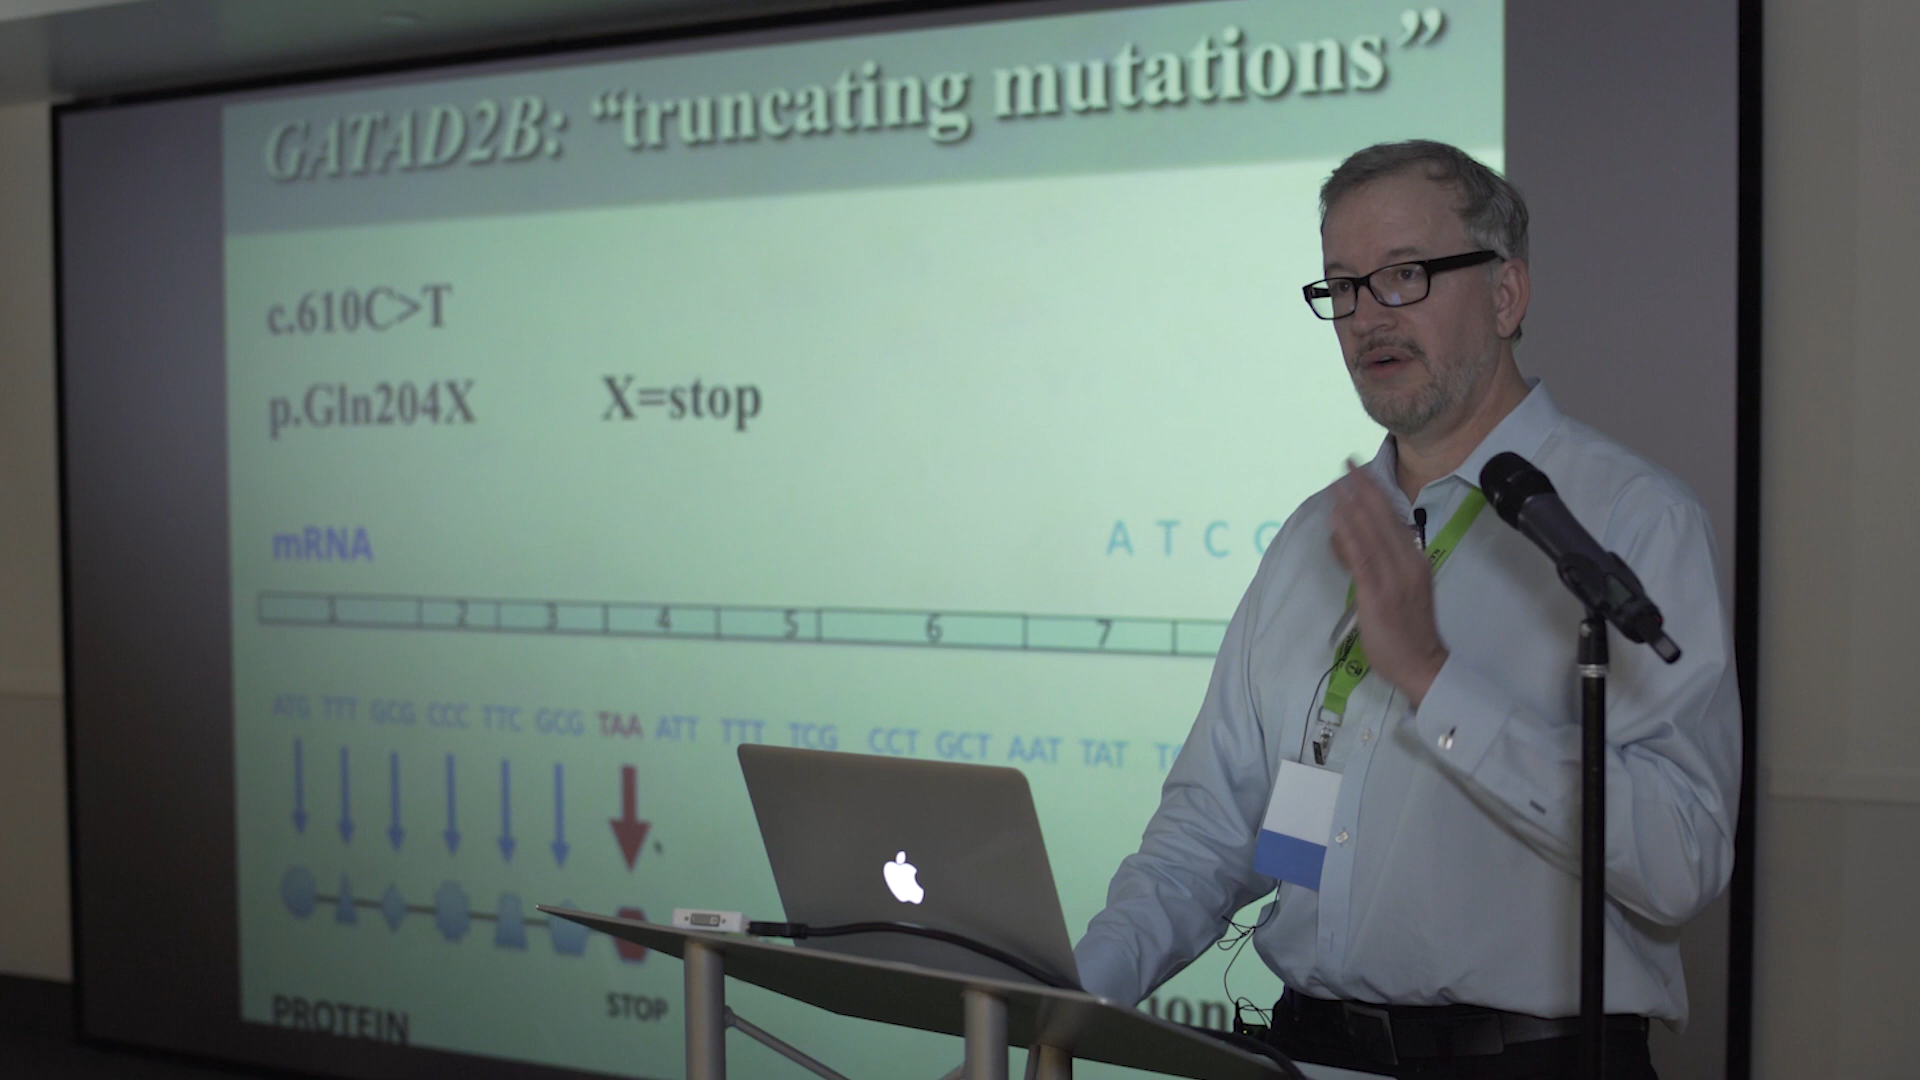 GATAD2B: “truncating mutations”
c.610C>T
p.Gln204X X=stop
mRNA
A T C
1 2 3 4 5 6 7
ATG TTT GCG CCC TTC GCG TAA ATT TTT TCG CCT GCT AAT TAT
STOP
PROTEIN